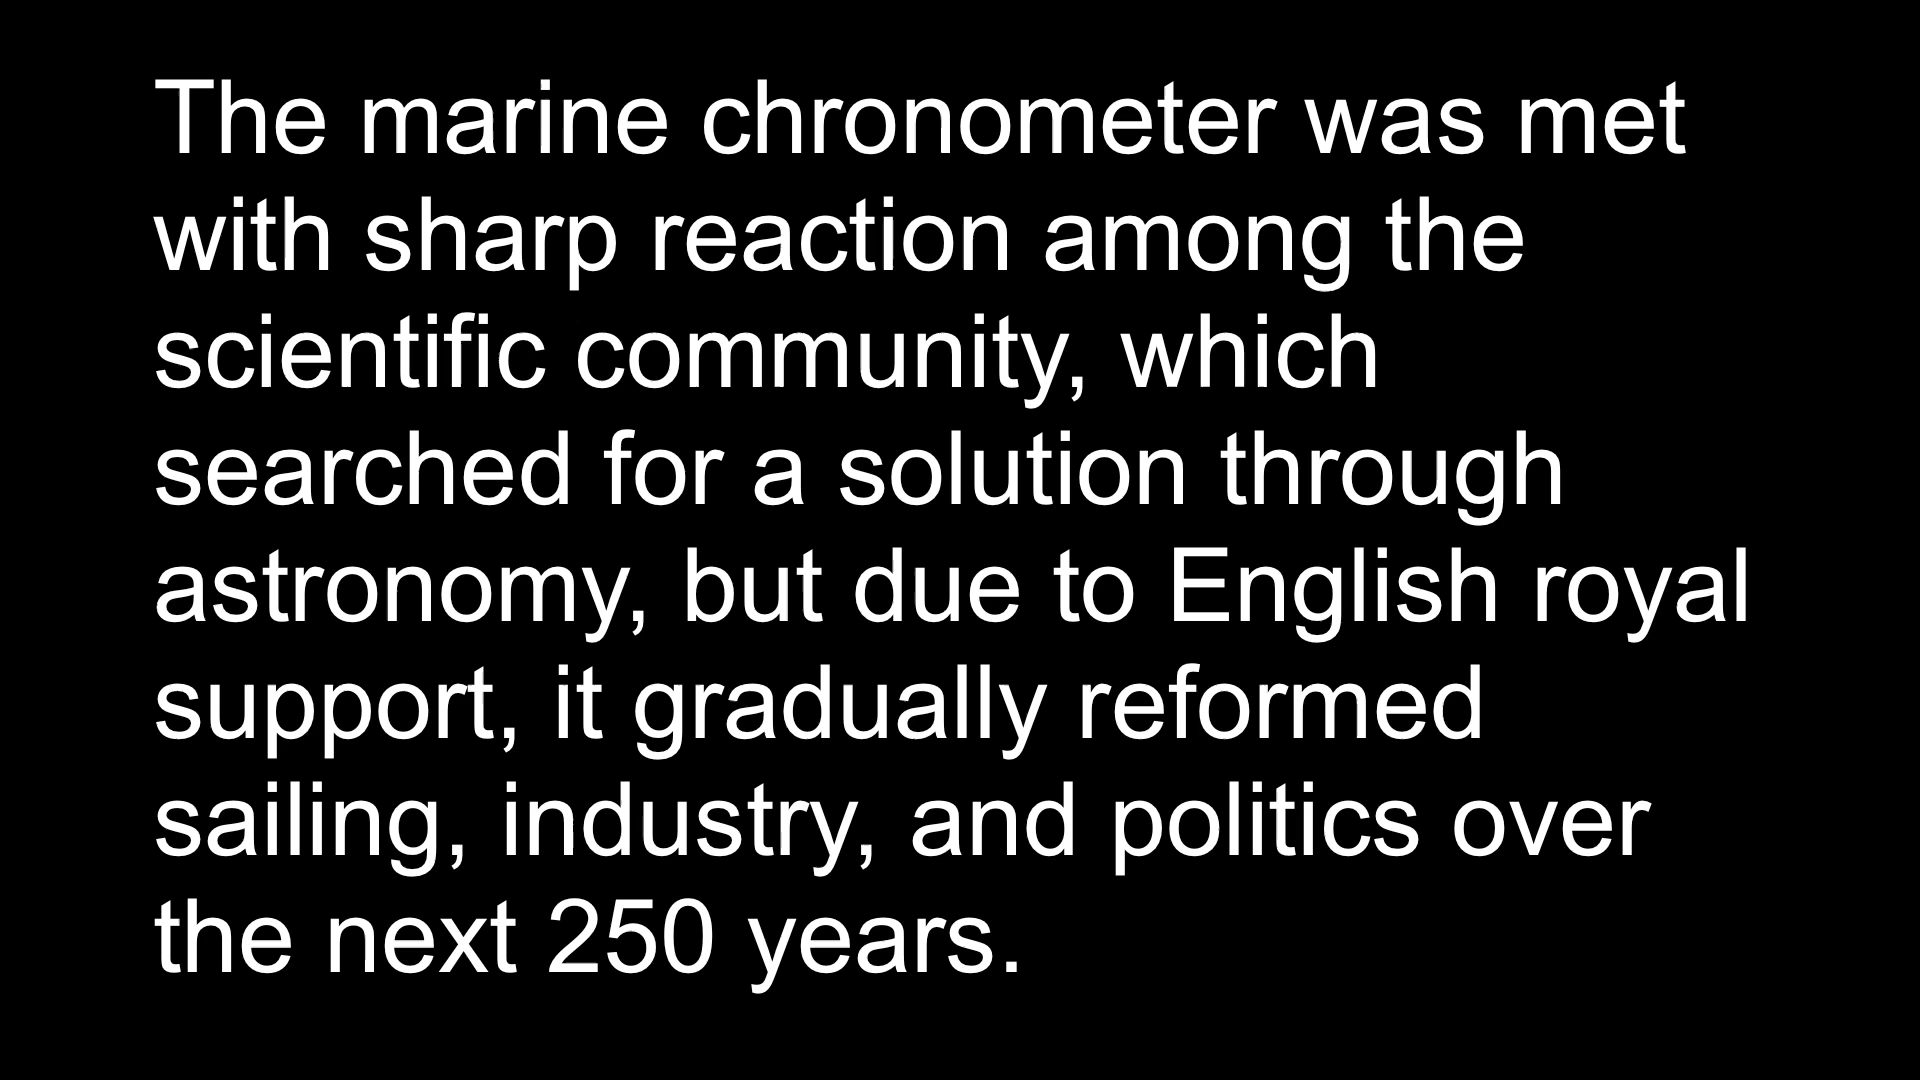 The marine chronometer was met
with sharp reaction among the
scientific community, which
searched for a solution through
astronomy, but due to English royal
support, it gradually reformed
sailing, industry, and politics over
the next 250 years.